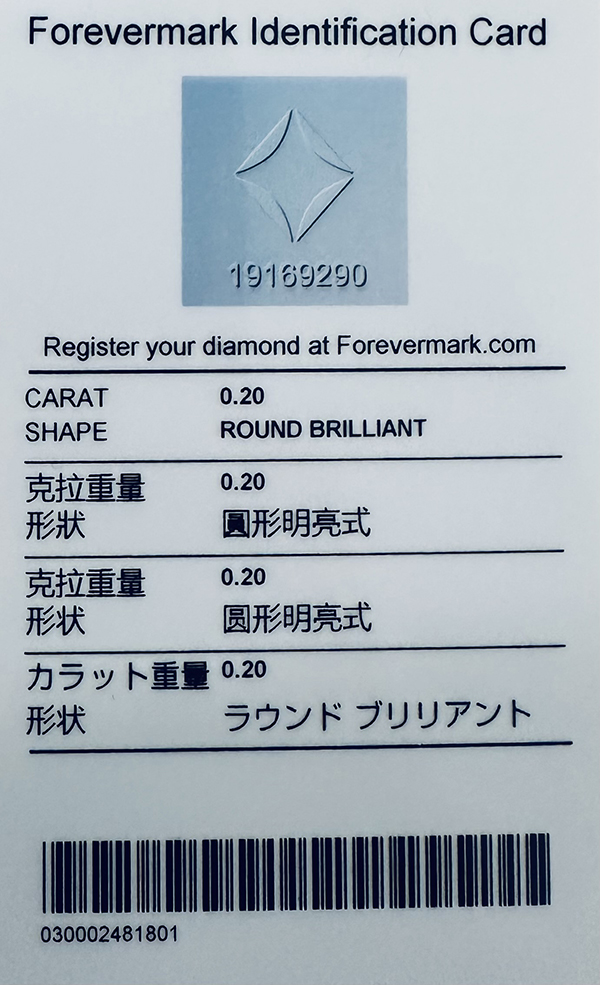 Forevermark Identification Card
19169290
Register your diamond at Forevermark.com
CARAT 0.20
SHAPE ROUND BRILLIANT
克拉重量 0.20
形狀 圓形明亮式
克拉重量 0.20
形状 圆形明亮式
カラット重量 0.20
形状 ラウンド ブリリアント
030002481801